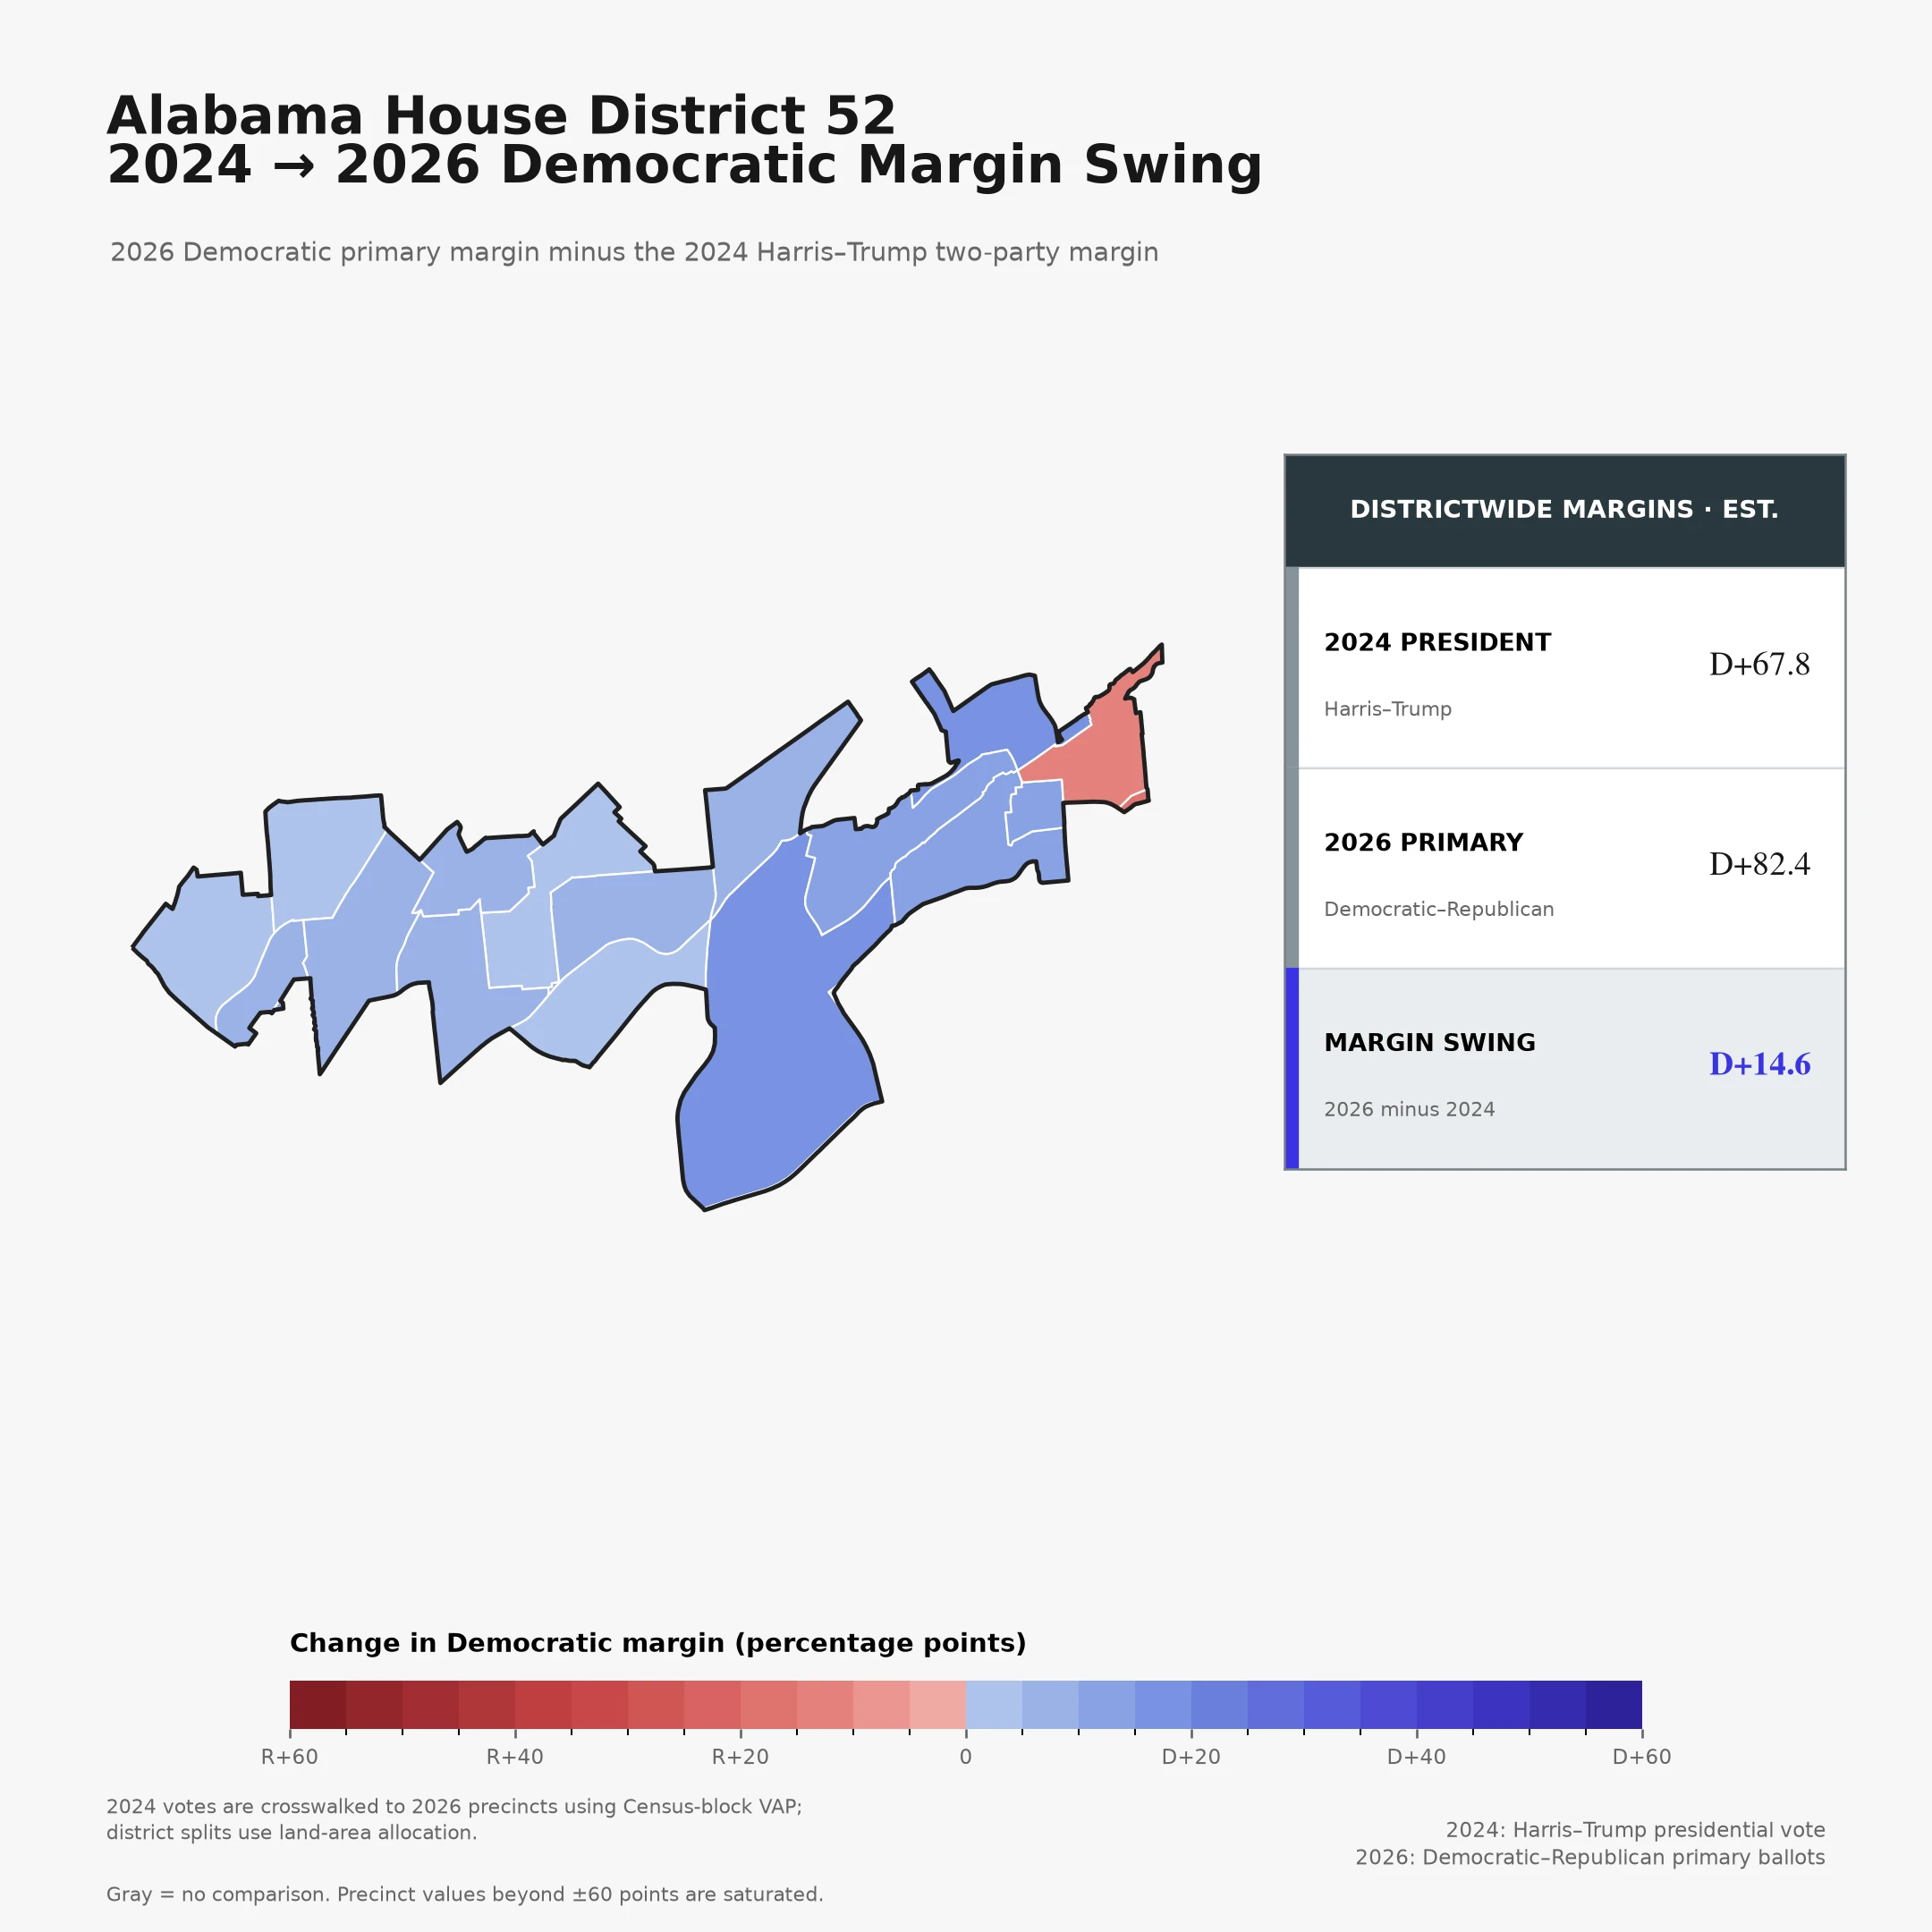 Alabama House District 52
2024 → 2026 Democratic Margin Swing
2026 Democratic primary margin minus the 2024 Harris–Trump two-party margin
DISTRICTWIDE MARGINS · EST.
2024 PRESIDENT
D+67.8
Harris–Trump
2026 PRIMARY
D+82.4
Democratic–Republican
MARGIN SWING
D+14.6
2026 minus 2024
Change in Democratic margin (percentage points)
R+60 R+40 R+20 0 D+20 D+40 D+60
2024 votes are crosswalked to 2026 precincts using Census-block VAP;
district splits use land-area allocation.
Gray = no comparison. Precinct values beyond ±60 points are saturated.
2024: Harris–Trump presidential vote
2026: Democratic–Republican primary ballots